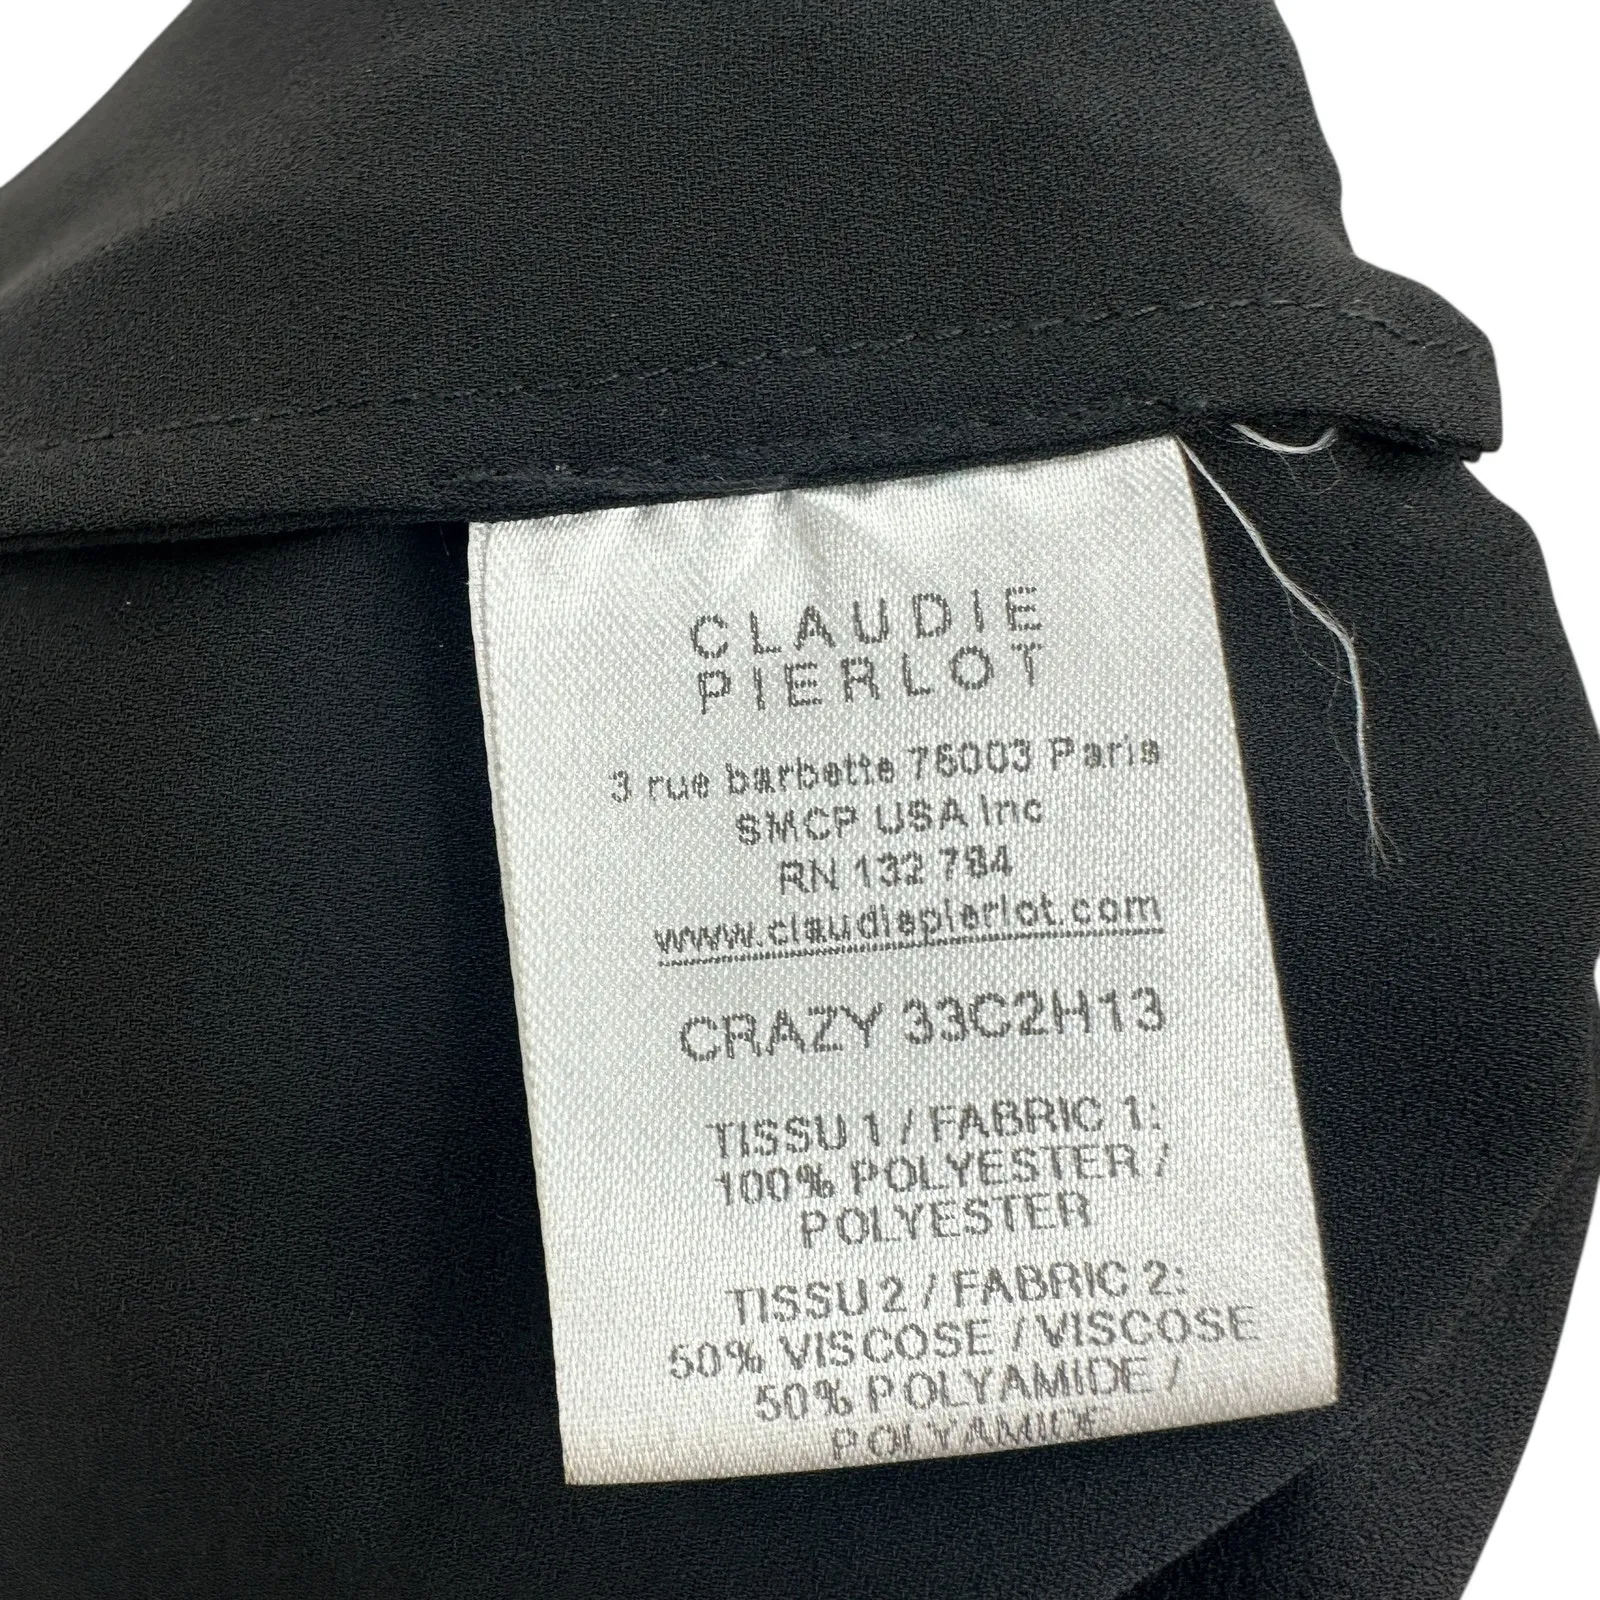 CLAUDIE
PIERLOT
3 rue barbette 75003 Paris
SMCP USA Inc
RN 132 784
www.claudiepierlot.com
CRAZY 33C2H13
TISSU 1 / FABRIC 1:
100% POLYESTER /
POLYESTER
TISSU 2 / FABRIC 2:
50% VISCOSE / VISCOSE
50% POLYAMIDE /
POLYAMIDE